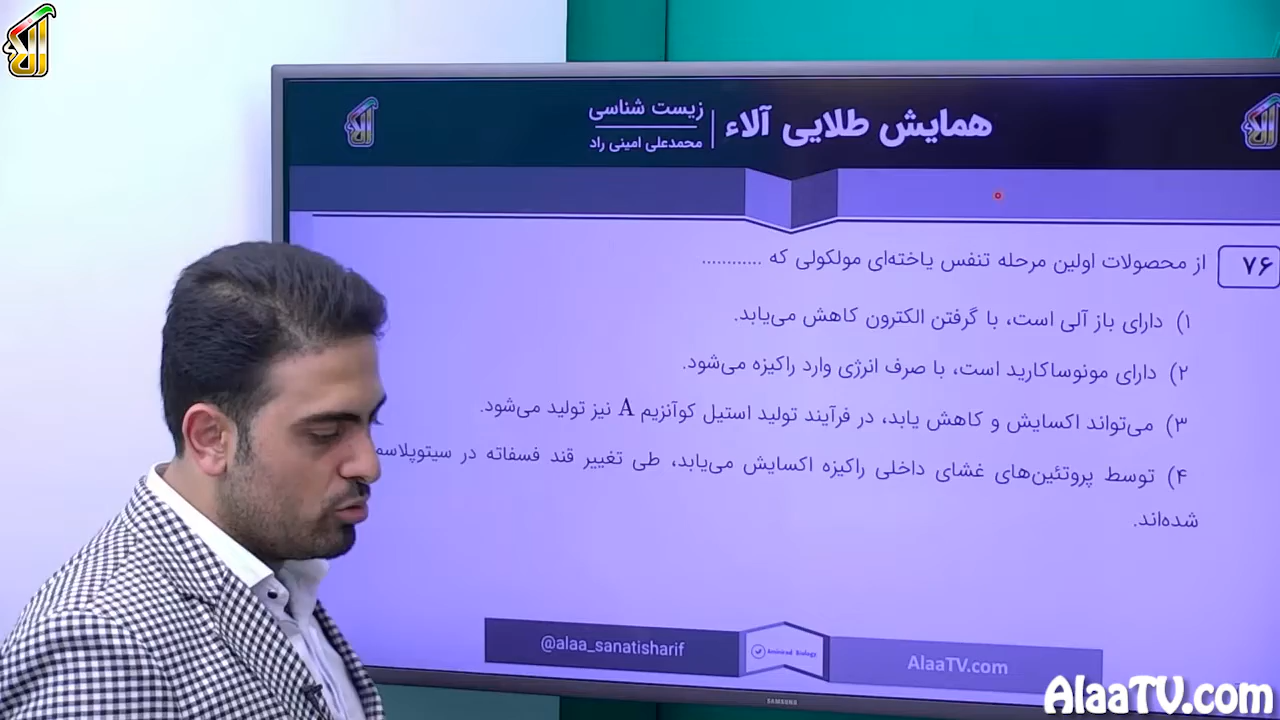 همایش طلایی آلاء
زیست شناسی
محمدعلی امینی راد
۷۶
از محصولات اولین مرحله تنفس یاخته‌ای مولکولی که ............
۱) دارای باز آلی است، با گرفتن الکترون کاهش می‌یابد.
۲) دارای مونوساکارید است، با صرف انرژی وارد راکیزه می‌شود.
۳) می‌تواند اکسایش و کاهش یابد، در فرآیند تولید استیل کوآنزیم A نیز تولید می‌شود.
۴) توسط پروتئین‌های غشای داخلی راکیزه اکسایش می‌یابد، طی تغییر قند فسفاته در سیتوپلاسم
شده‌اند.
@alaa_sanatisharif
Aminirad Biology
AlaaTV.com
SAMSUNG
AlaaTV.com